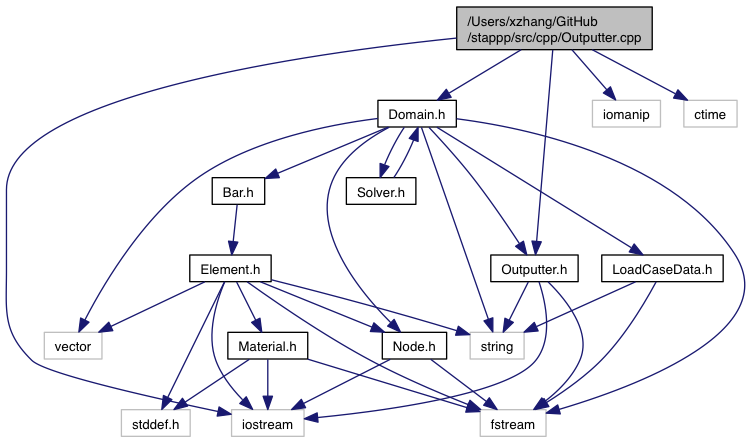 /Users/xzhang/GitHub
/stappp/src/cpp/Outputter.cpp
Domain.h
iomanip
ctime
Bar.h
Solver.h
Element.h
Outputter.h
LoadCaseData.h
vector
Material.h
Node.h
string
stddef.h
iostream
fstream